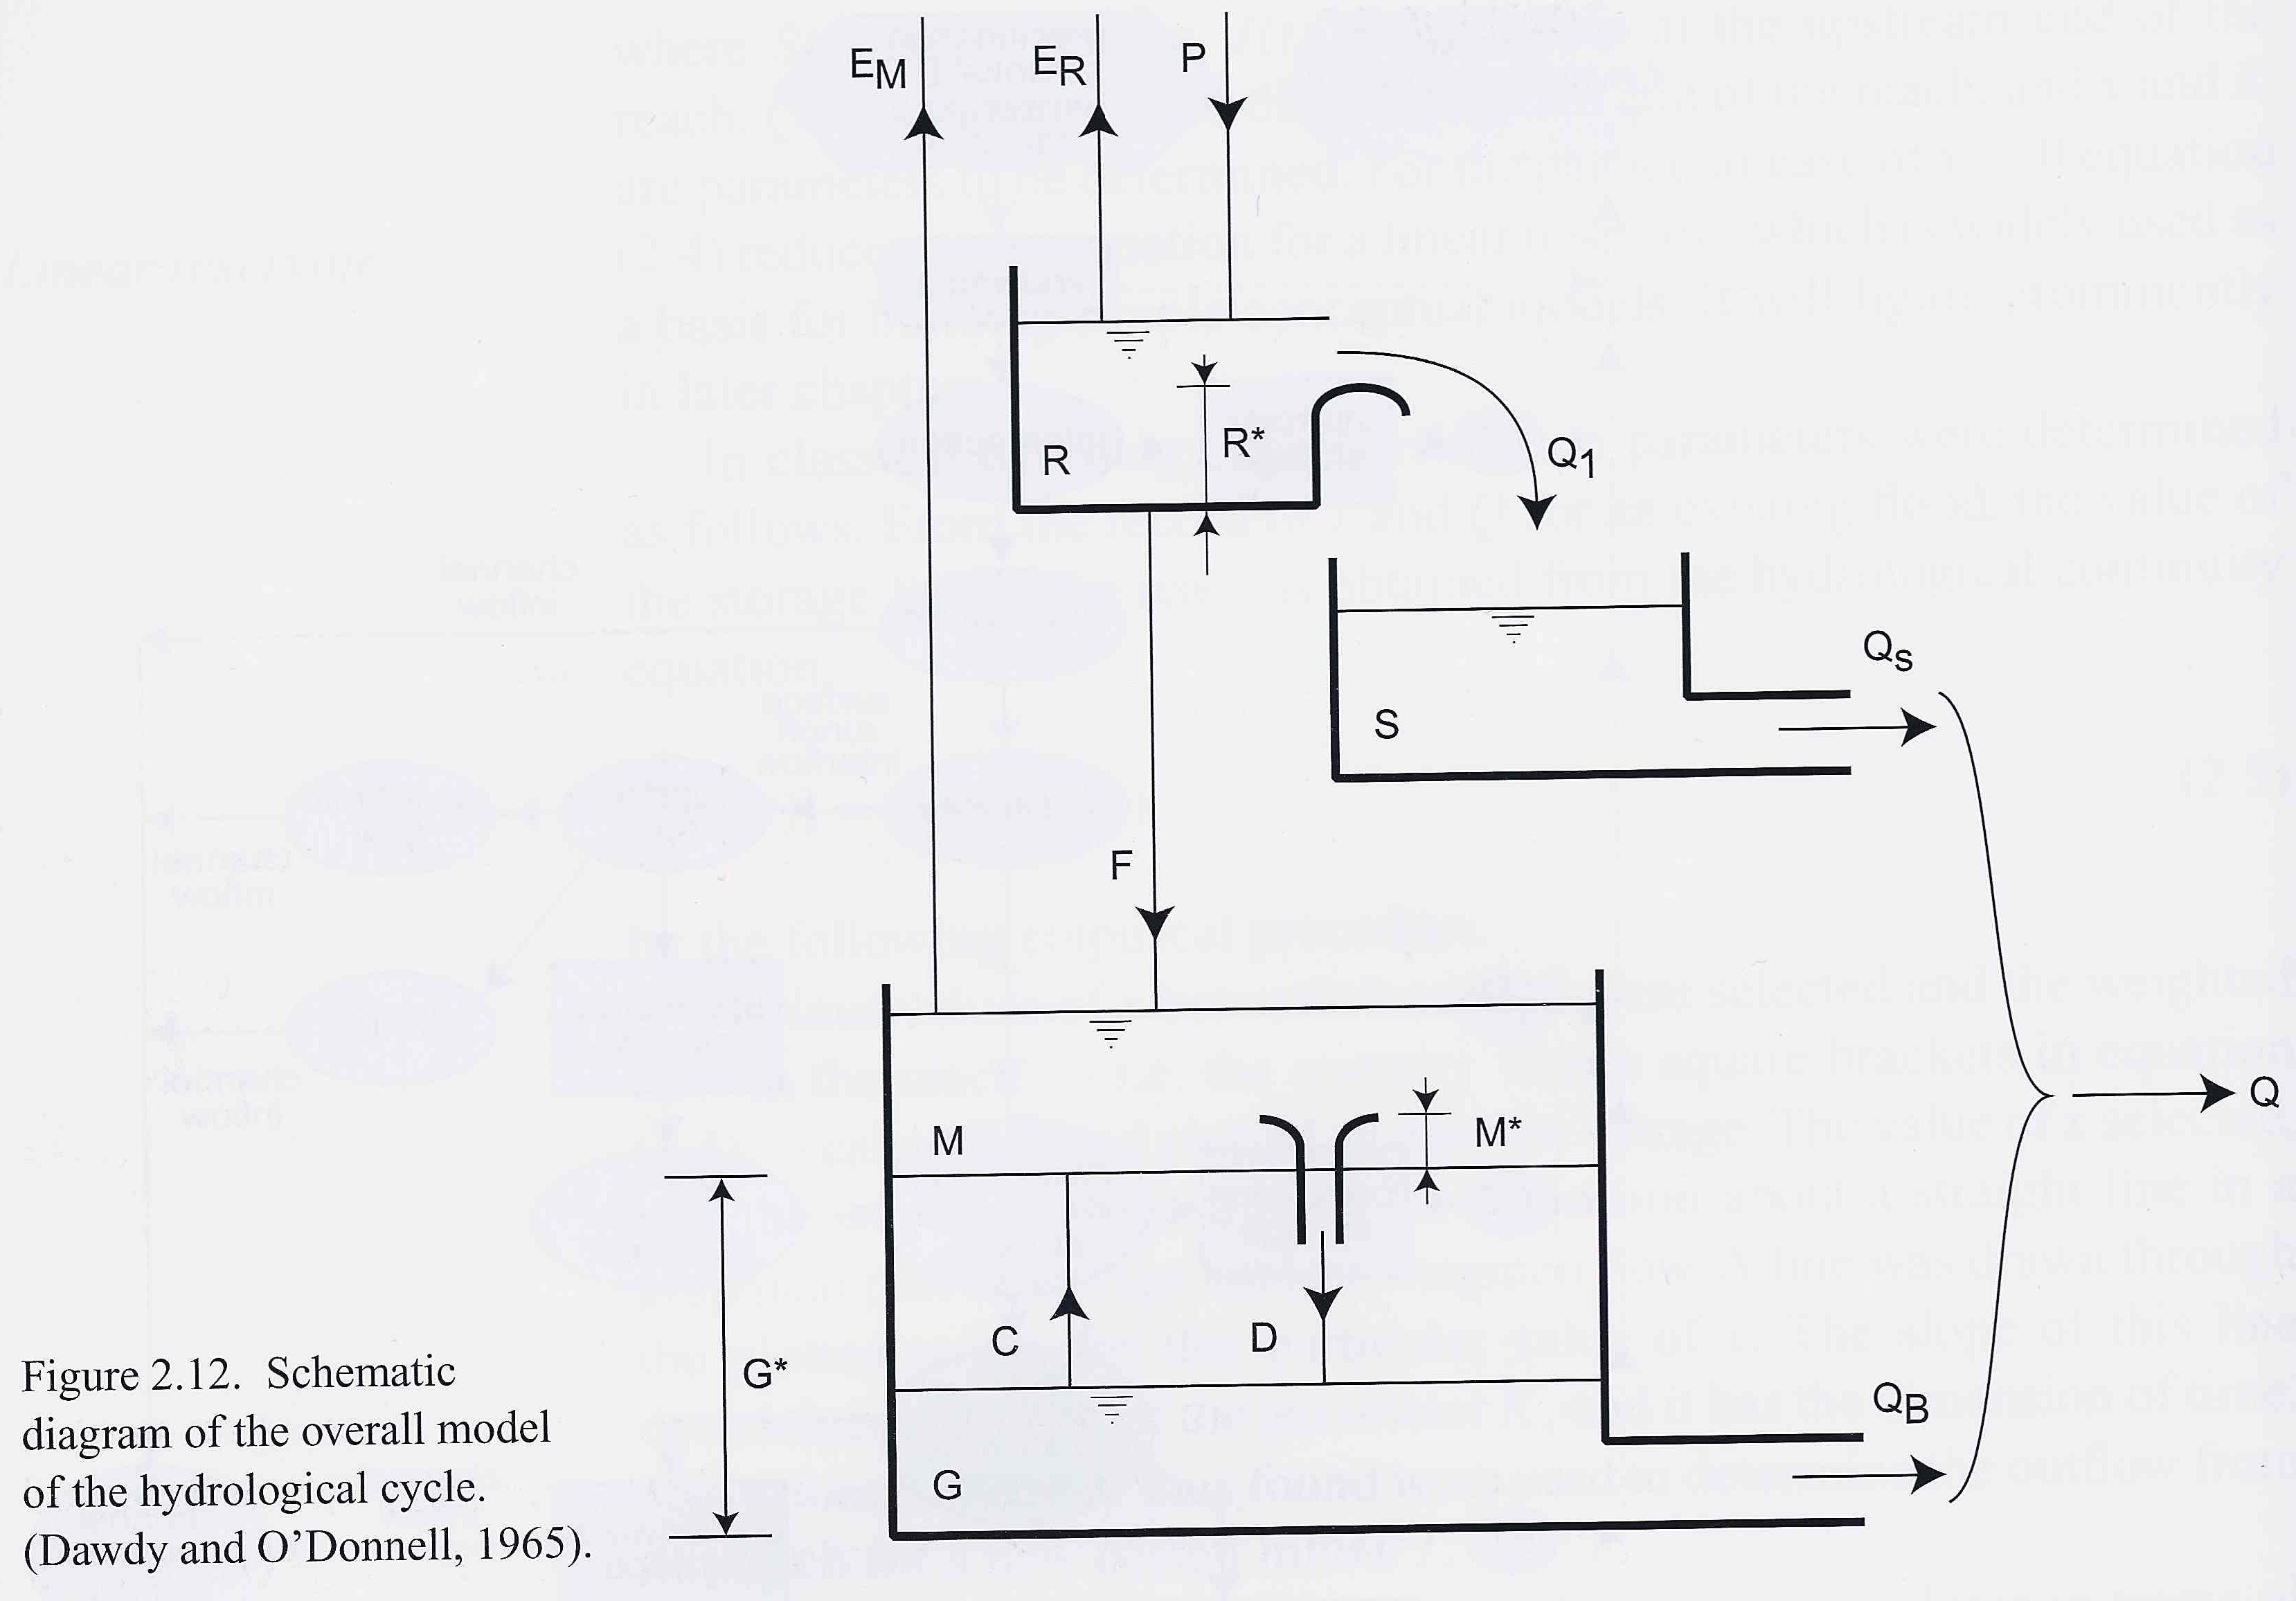 E_M
E_R
P
R
R*
Q_1
S
Q_s
F
M
M*
Q
C
D
G*
Q_B
G
Figure 2.12. Schematic
diagram of the overall model
of the hydrological cycle.
(Dawdy and O'Donnell, 1965).